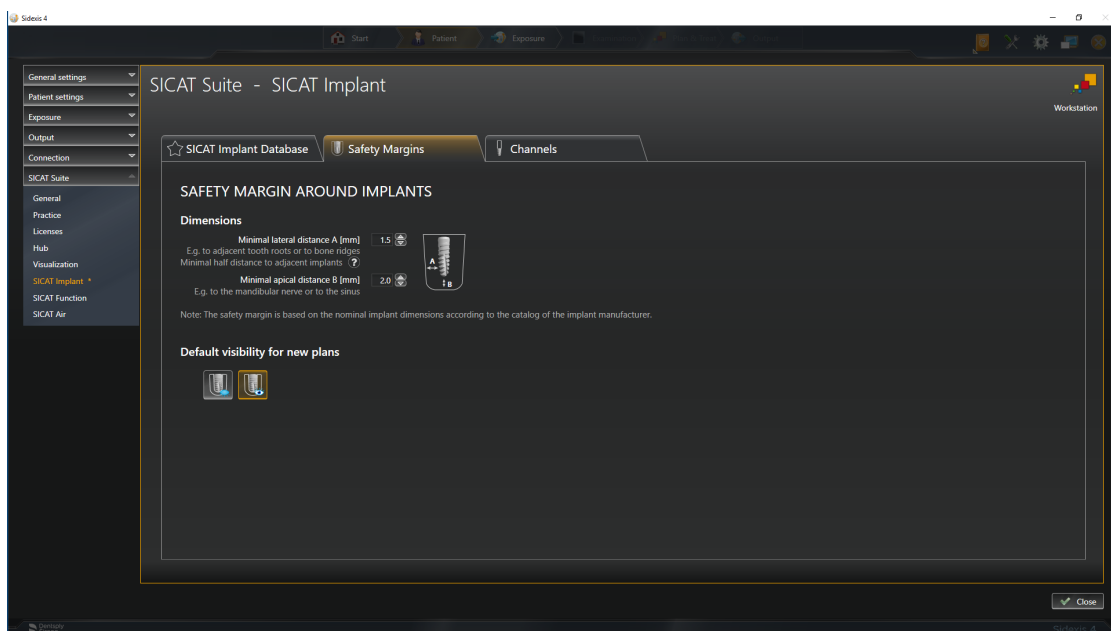 Sidexis 4
Start
Patient
Exposure
General settings
Patient settings
Exposure
Output
Connection
SICAT Suite
General
Practice
Licenses
Hub
Visualization
SICAT Implant *
SICAT Function
SICAT Air
SICAT Suite - SICAT Implant
Workstation
SICAT Implant Database
Safety Margins
Channels
SAFETY MARGIN AROUND IMPLANTS
Dimensions
Minimal lateral distance A [mm] 1.5
E.g. to adjacent tooth roots or to bone ridges
Minimal half distance to adjacent implants ?
Minimal apical distance B [mm] 2.0
E.g. to the mandibular nerve or to the sinus
A
B
Note: The safety margin is based on the nominal implant dimensions according to the catalog of the implant manufacturer.
Default visibility for new plans
Close
Dentsply
Sidexis 4